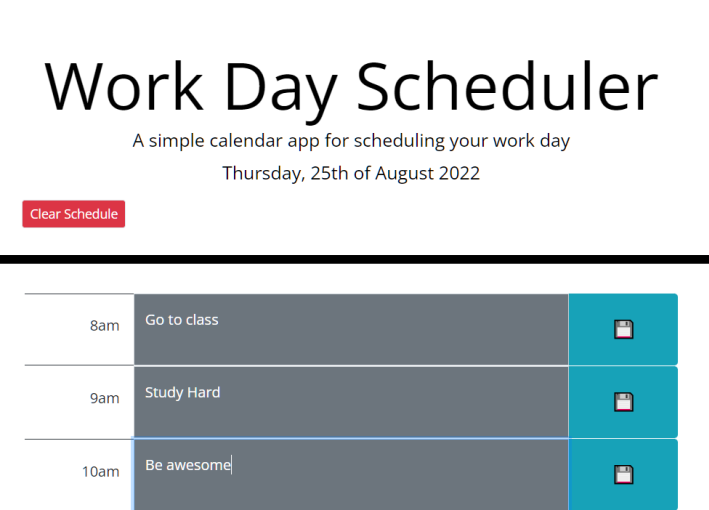 Work Day Scheduler
A simple calendar app for scheduling your work day
Thursday, 25th of August 2022
Clear Schedule
8am Go to class
9am Study Hard
10am Be awesome